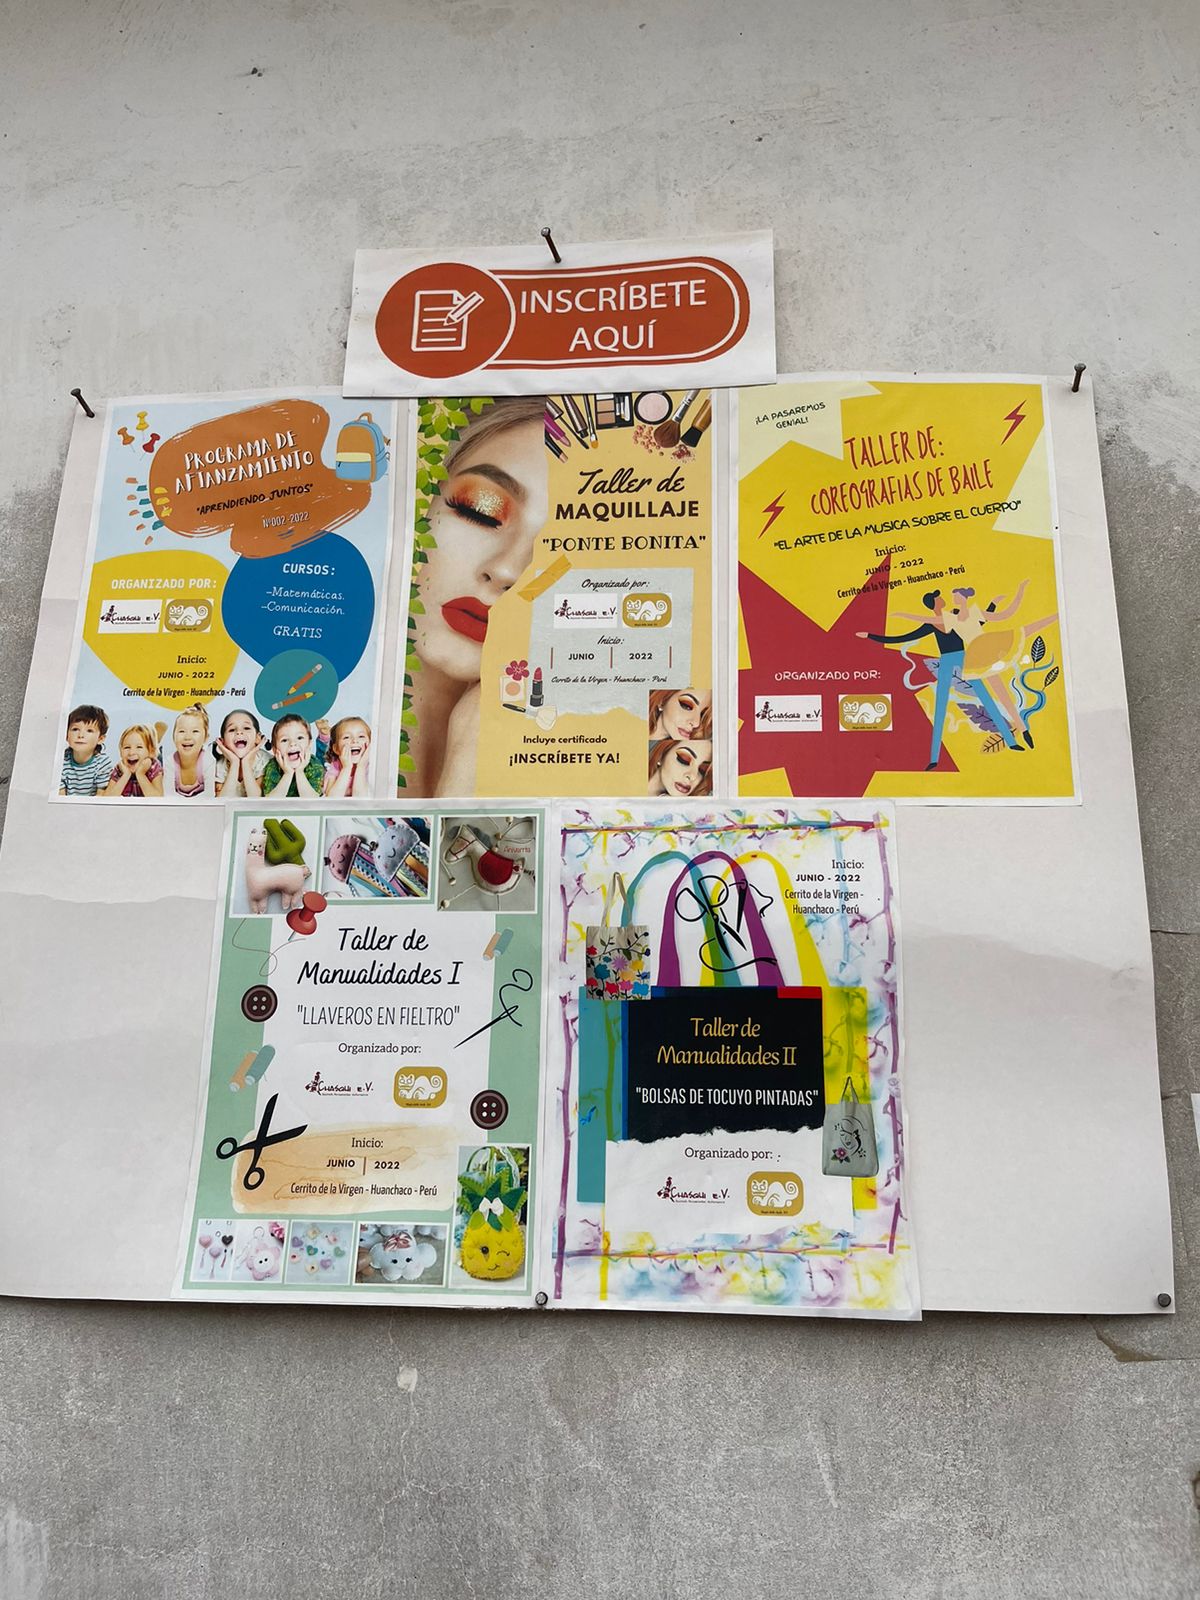 INSCRÍBETE
AQUÍ
PROGRAMA DE
AFIANZAMIENTO
"APRENDIENDO JUNTOS"
N°002-2022
ORGANIZADO POR:
CHASQUI e.V.
CURSOS:
-Matemáticas.
-Comunicación.
GRATIS
Inicio:
JUNIO - 2022
Cerrito de la Virgen - Huanchaco - Perú
Taller de
MAQUILLAJE
"PONTE BONITA"
Organizado por:
CHASQUI e.V.
Inicio:
JUNIO | 2022
Cerrito de la Virgen - Huanchaco - Perú
Incluye certificado
¡INSCRÍBETE YA!
¡LA PASAREMOS
GENIAL!
TALLER DE:
COREOGRAFIAS DE BAILE
"EL ARTE DE LA MUSICA SOBRE EL CUERPO"
Inicio:
JUNIO - 2022
Cerrito de la Virgen - Huanchaco - Perú
ORGANIZADO POR:
CHASQUI e.V.
Taller de
Manualidades I
"LLAVEROS EN FIELTRO"
Organizado por:
CHASQUI e.V.
Inicio:
JUNIO | 2022
Cerrito de la Virgen - Huanchaco - Perú
Inicio:
JUNIO - 2022
Cerrito de la Virgen -
Huanchaco - Perú
Taller de
Manualidades II
"BOLSAS DE TOCUYO PINTADAS"
Organizado por: :
CHASQUI e.V.